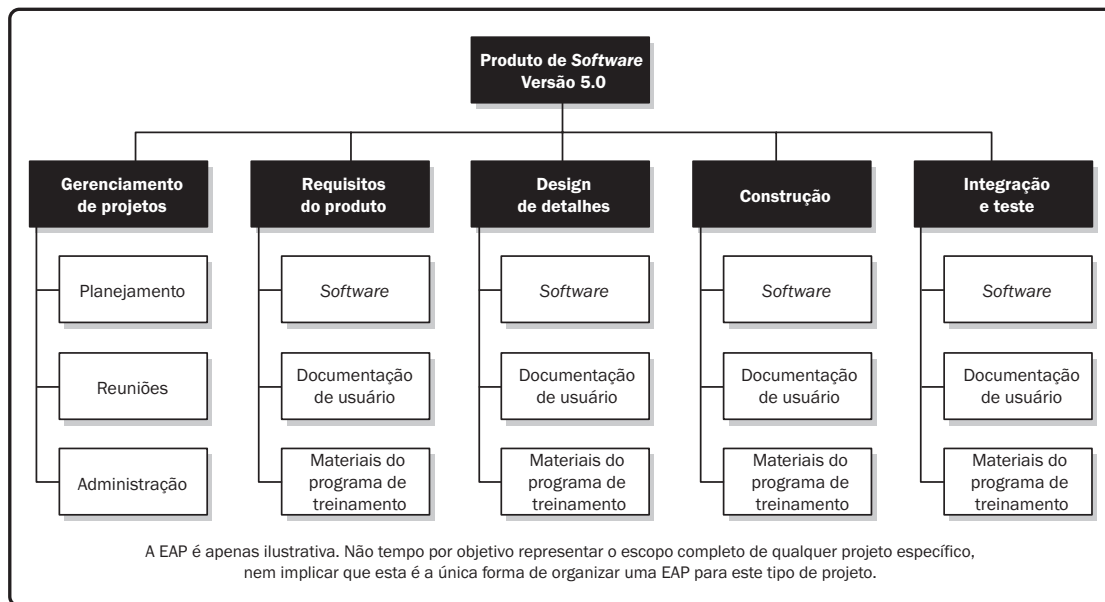 Produto de Software
Versão 5.0
Gerenciamento
de projetos
Planejamento
Reuniões
Administração
Requisitos
do produto
Software
Documentação
de usuário
Materiais do
programa de
treinamento
Design
de detalhes
Software
Documentação
de usuário
Materiais do
programa de
treinamento
Construção
Software
Documentação
de usuário
Materiais do
programa de
treinamento
Integração
e teste
Software
Documentação
de usuário
Materiais do
programa de
treinamento
A EAP é apenas ilustrativa. Não tempo por objetivo representar o escopo completo de qualquer projeto específico,
nem implicar que esta é a única forma de organizar uma EAP para este tipo de projeto.